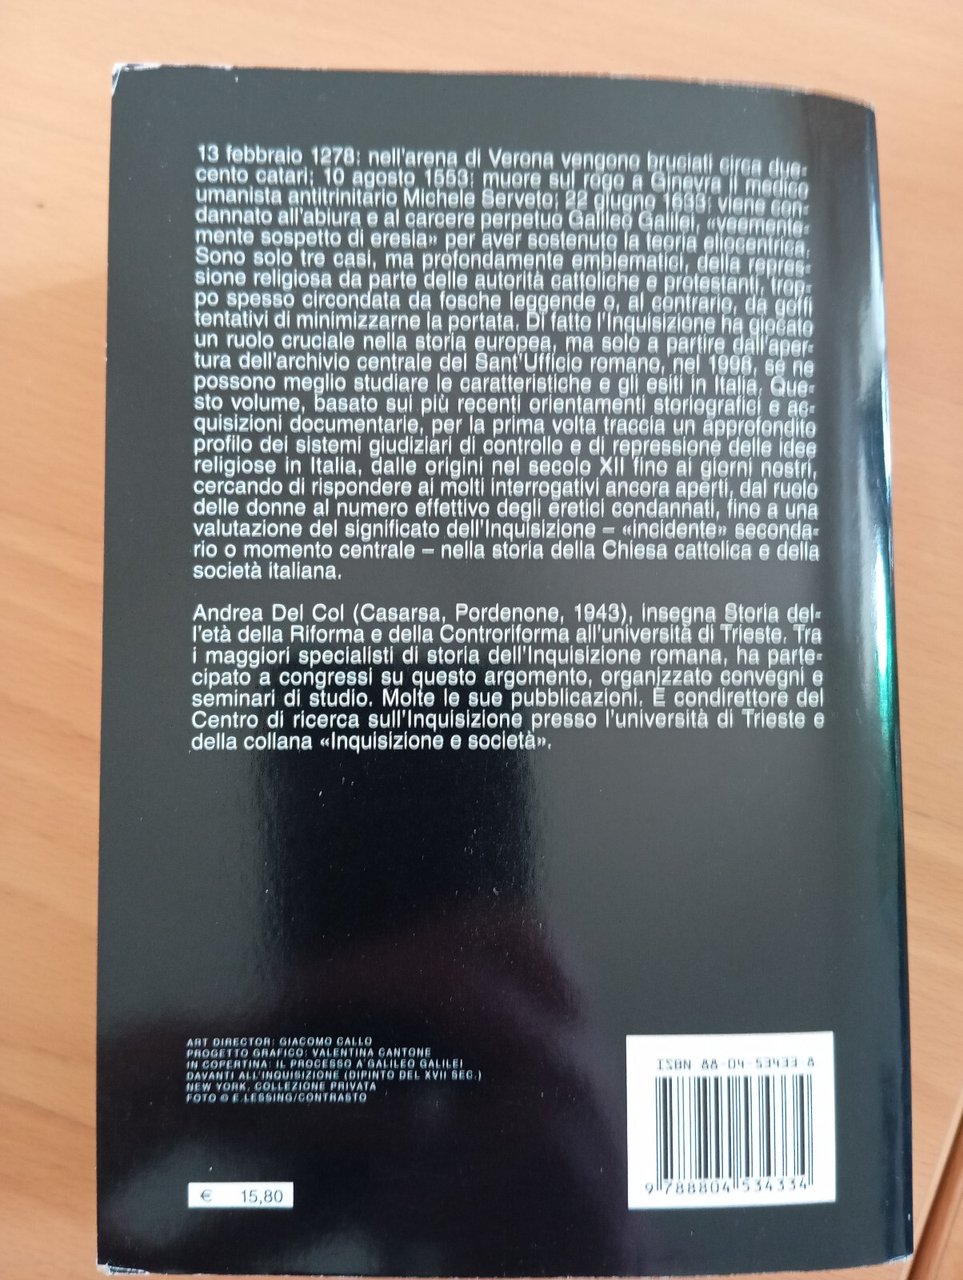 13 febbraio 1278: nell'arena di Verona vengono bruciati circa due-
cento catari; 10 agosto 1553: muore sul rogo a Ginevra il medico
umanista antitrinitario Michele Serveto; 22 giugno 1633: viene con-
dannato all'abiura e al carcere perpetuo Galileo Galilei, «veemente-
mente sospetto di eresia» per aver sostenuto la teoria eliocentrica.
Sono solo tre casi, ma profondamente emblematici, della repres-
sione religiosa da parte delle autorità cattoliche e protestanti, trop-
po spesso circondata da fosche leggende o, al contrario, da goffi
tentativi di minimizzarne la portata. Di fatto l'Inquisizione ha giocato
un ruolo cruciale nella storia europea, ma solo a partire dall'aper-
tura dell'archivio centrale del Sant'Uffizio romano, nel 1998, se ne
possono meglio studiare le caratteristiche e gli esiti in Italia. Que-
sto volume, basato sui più recenti orientamenti storiografici e ac-
quisizioni documentarie, per la prima volta traccia un approfondito
profilo dei sistemi giudiziari di controllo e di repressione delle idee
religiose in Italia, dalle origini nel secolo XII fino ai giorni nostri,
cercando di rispondere ai molti interrogativi ancora aperti, dal ruolo
delle donne al numero effettivo degli eretici condannati, fino a una
valutazione del significato dell'Inquisizione – «incidente» seconda-
rio o momento centrale – nella storia della Chiesa cattolica e della
società italiana.
Andrea Del Col (Casarsa, Pordenone, 1943), insegna Storia del-
l'età della Riforma e della Controriforma all'università di Trieste. Tra
i maggiori specialisti di storia dell'Inquisizione romana, ha parte-
cipato a congressi su questo argomento, organizzato convegni e
seminari di studio. Molte le sue pubblicazioni. È condirettore del
Centro di ricerca sull'Inquisizione presso l'università di Trieste e
della collana «Inquisizione e società».
ART DIRECTOR: GIACOMO CALLO
PROGETTO GRAFICO: VALENTINA CANTONE
IN COPERTINA: IL PROCESSO A GALILEO GALILEI
DAVANTI ALL'INQUISIZIONE (DIPINTO DEL XVII SEC.)
NEW YORK, COLLEZIONE PRIVATA
FOTO © E.LESSING/CONTRASTO
€ 15,80
ISBN 88-04-53433-8
9 788804 534334